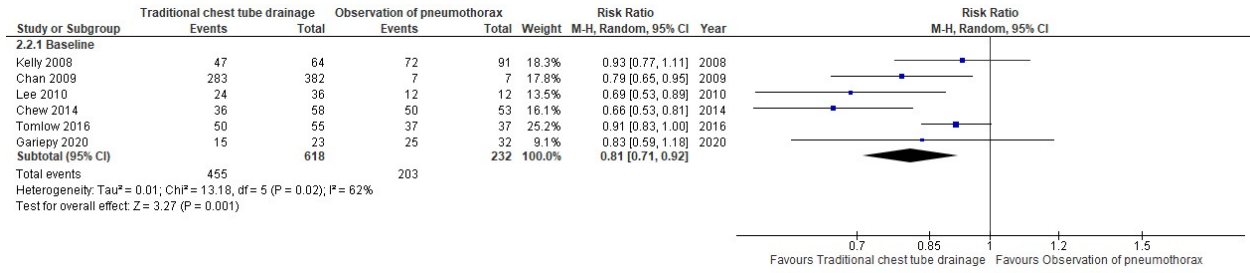 Traditional chest tube drainage Observation of pneumothorax Risk Ratio Risk Ratio
Study or Subgroup Events Total Events Total Weight M-H, Random, 95% CI Year M-H, Random, 95% CI
2.2.1 Baseline
Kelly 2008 47 64 72 91 18.3% 0.93 [0.77, 1.11] 2008
Chan 2009 283 382 7 7 17.8% 0.79 [0.65, 0.95] 2009
Lee 2010 24 36 12 12 13.5% 0.69 [0.53, 0.89] 2010
Chew 2014 36 58 50 53 16.1% 0.66 [0.53, 0.81] 2014
Tomlow 2016 50 55 37 37 25.2% 0.91 [0.83, 1.00] 2016
Gariepy 2020 15 23 25 32 9.1% 0.83 [0.59, 1.18] 2020
Subtotal (95% CI) 618 232 100.0% 0.81 [0.71, 0.92]
Total events 455 203
Heterogeneity: Tau² = 0.01; Chi² = 13.18, df = 5 (P = 0.02); I² = 62%
Test for overall effect: Z = 3.27 (P = 0.001)
0.7 0.85 1 1.2 1.5
Favours Traditional chest tube drainage Favours Observation of pneumothorax